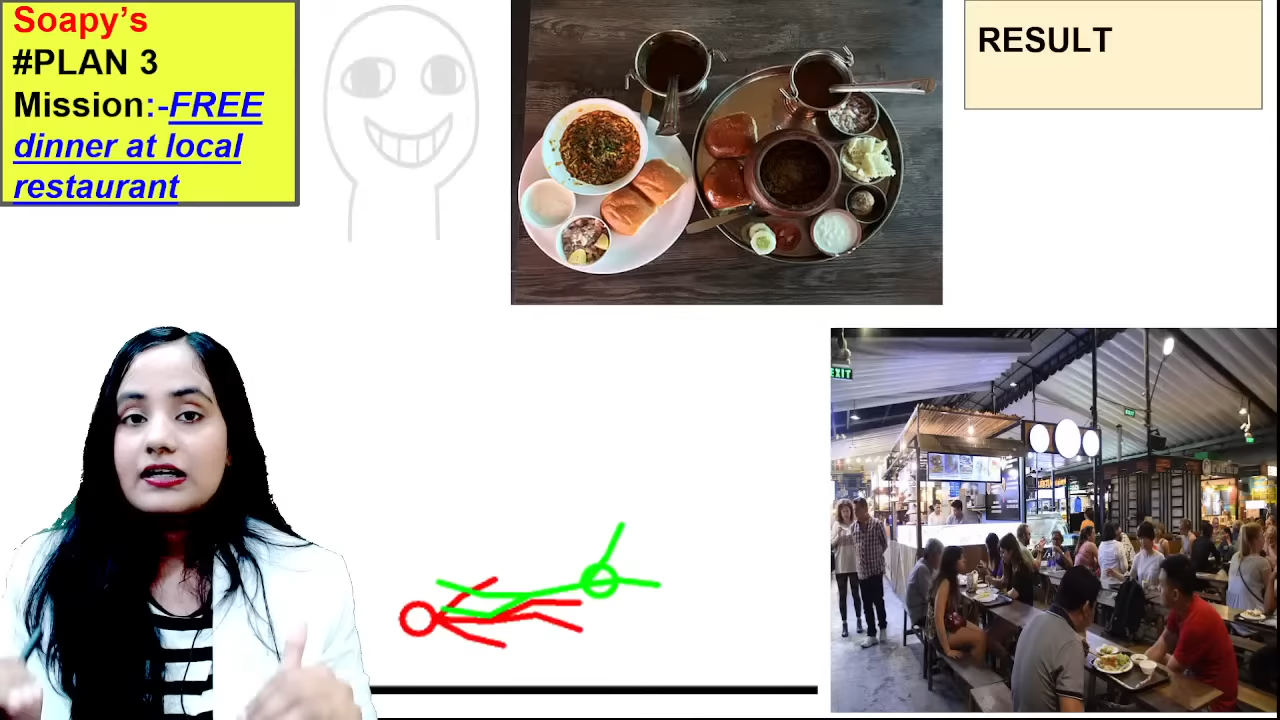 Soapy’s
#PLAN 3
Mission:-FREE
dinner at local
restaurant
RESULT
EXIT